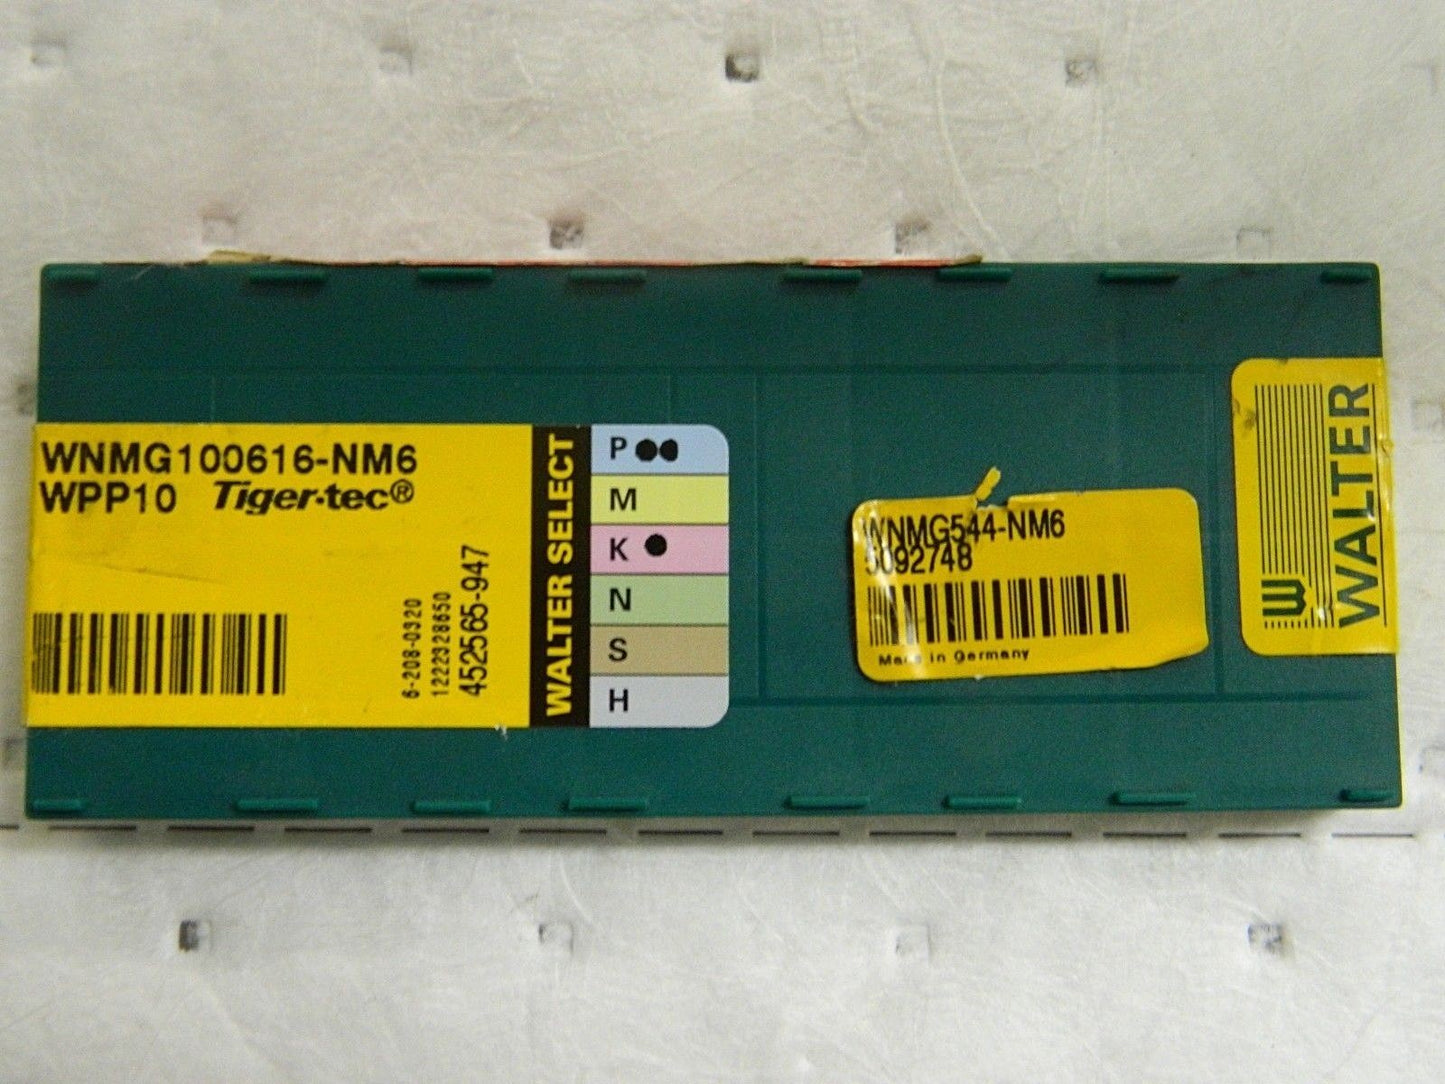 WNMG100616-NM6
WPP10 Tiger·tec®
6-208-0320
1222328650
452565-947
WALTER SELECT
P
M
K
N
S
H
WNMG544-NM6
5092748
Made in Germany
W
WALTER